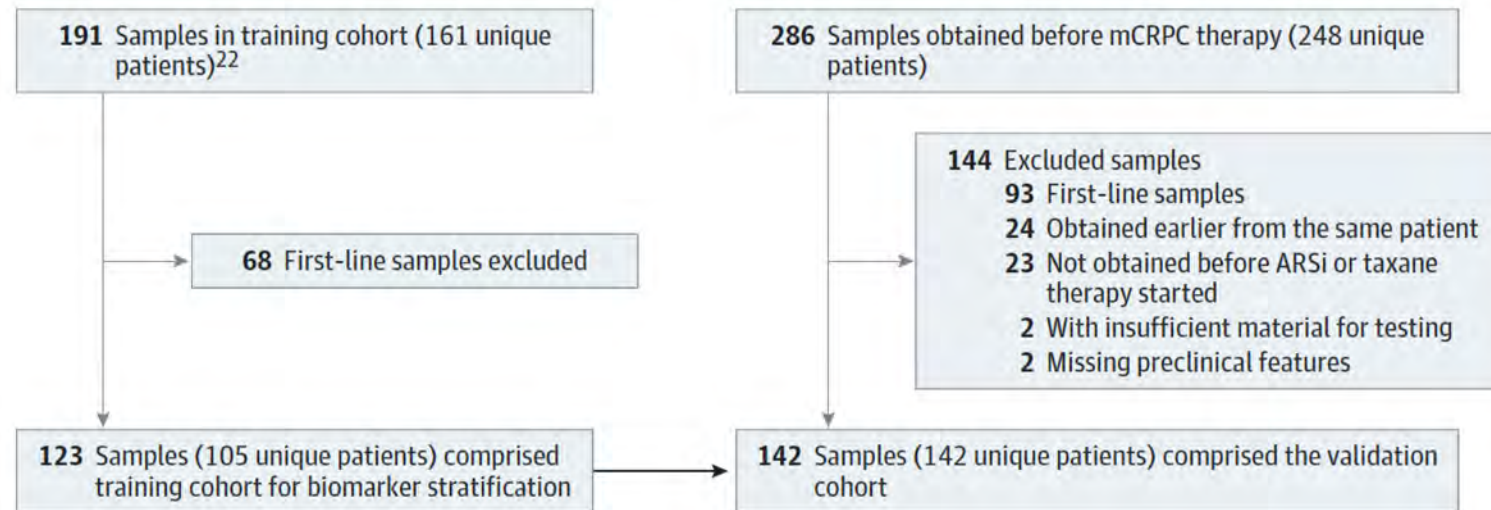 191 Samples in training cohort (161 unique
patients)22
68 First-line samples excluded
123 Samples (105 unique patients) comprised
training cohort for biomarker stratification
286 Samples obtained before mCRPC therapy (248 unique
patients)
144 Excluded samples
93 First-line samples
24 Obtained earlier from the same patient
23 Not obtained before ARSi or taxane
therapy started
2 With insufficient material for testing
2 Missing preclinical features
142 Samples (142 unique patients) comprised the validation
cohort